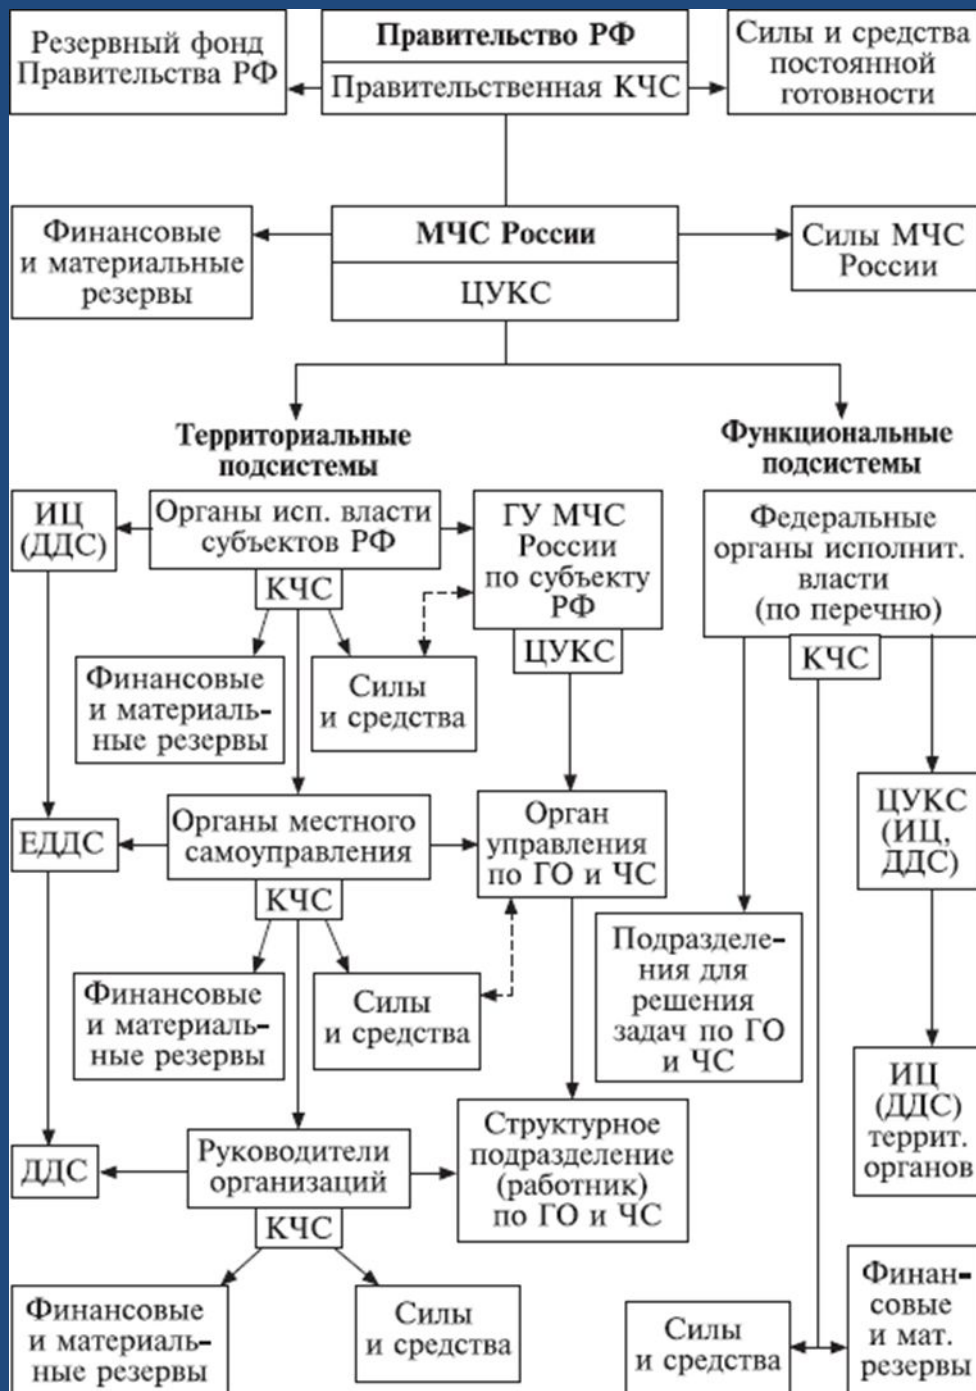 Резервный фонд
Правительства РФ
Правительство РФ
Правительственная КЧС
Силы и средства
постоянной
готовности
Финансовые
и материальные
резервы
МЧС России
ЦУКС
Силы МЧС
России
Территориальные
подсистемы
Функциональные
подсистемы
ИЦ
(ДДС)
Органы исп. власти
субъектов РФ
КЧС
ГУ МЧС
России
по субъекту
РФ
ЦУКС
Федеральные
органы исполнит.
власти
(по перечню)
КЧС
Финансовые
и материаль-
ные резервы
Силы
и средства
ЕДДС
Органы местного
самоуправления
КЧС
Орган
управления
по ГО и ЧС
ЦУКС
(ИЦ,
ДДС)
Подразделе-
ния для
решения
задач по ГО
и ЧС
Финансовые
и материаль-
ные резервы
Силы
и средства
ИЦ
(ДДС)
террит.
органов
ДДС
Руководители
организаций
КЧС
Структурное
подразделение
(работник)
по ГО и ЧС
Финансовые
и материаль-
ные резервы
Силы
и средства
Силы
и средства
Финан-
совые
и мат.
резервы